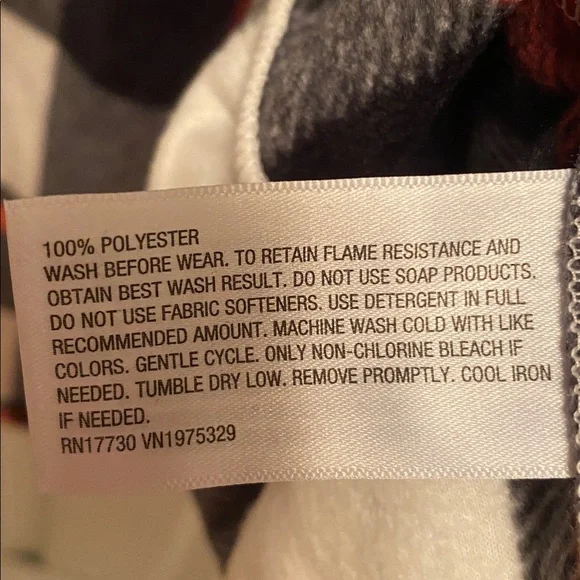 100% POLYESTER
WASH BEFORE WEAR. TO RETAIN FLAME RESISTANCE AND
OBTAIN BEST WASH RESULT. DO NOT USE SOAP PRODUCTS.
DO NOT USE FABRIC SOFTENERS. USE DETERGENT IN FULL
RECOMMENDED AMOUNT. MACHINE WASH COLD WITH LIKE
COLORS. GENTLE CYCLE. ONLY NON-CHLORINE BLEACH IF
NEEDED. TUMBLE DRY LOW. REMOVE PROMPTLY. COOL IRON
IF NEEDED.
RN17730 VN1975329